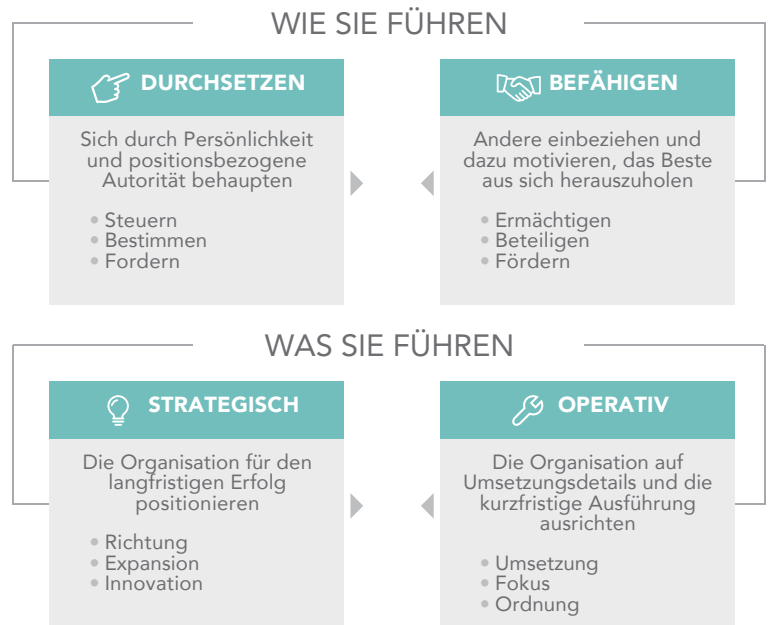 WIE SIE FÜHREN
DURCHSETZEN
Sich durch Persönlichkeit
und positionsbezogene
Autorität behaupten
• Steuern
• Bestimmen
• Fordern
BEFÄHIGEN
Andere einbeziehen und
dazu motivieren, das Beste
aus sich herauszuholen
• Ermächtigen
• Beteiligen
• Fördern
WAS SIE FÜHREN
STRATEGISCH
Die Organisation für den
langfristigen Erfolg
positionieren
• Richtung
• Expansion
• Innovation
OPERATIV
Die Organisation auf
Umsetzungsdetails und die
kurzfristige Ausführung
ausrichten
• Umsetzung
• Fokus
• Ordnung